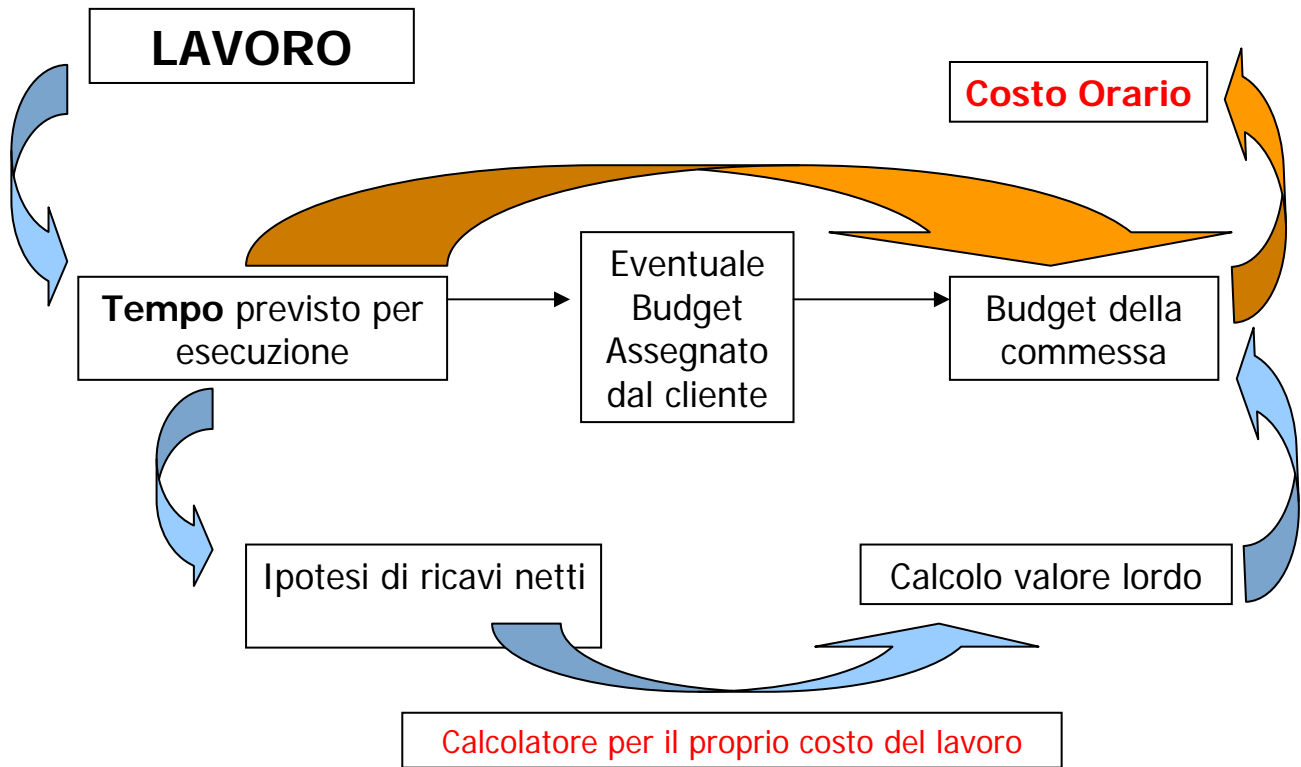 LAVORO
Costo Orario
Tempo previsto per
esecuzione
Eventuale
Budget
Assegnato
dal cliente
Budget della
commessa
Ipotesi di ricavi netti
Calcolo valore lordo
Calcolatore per il proprio costo del lavoro